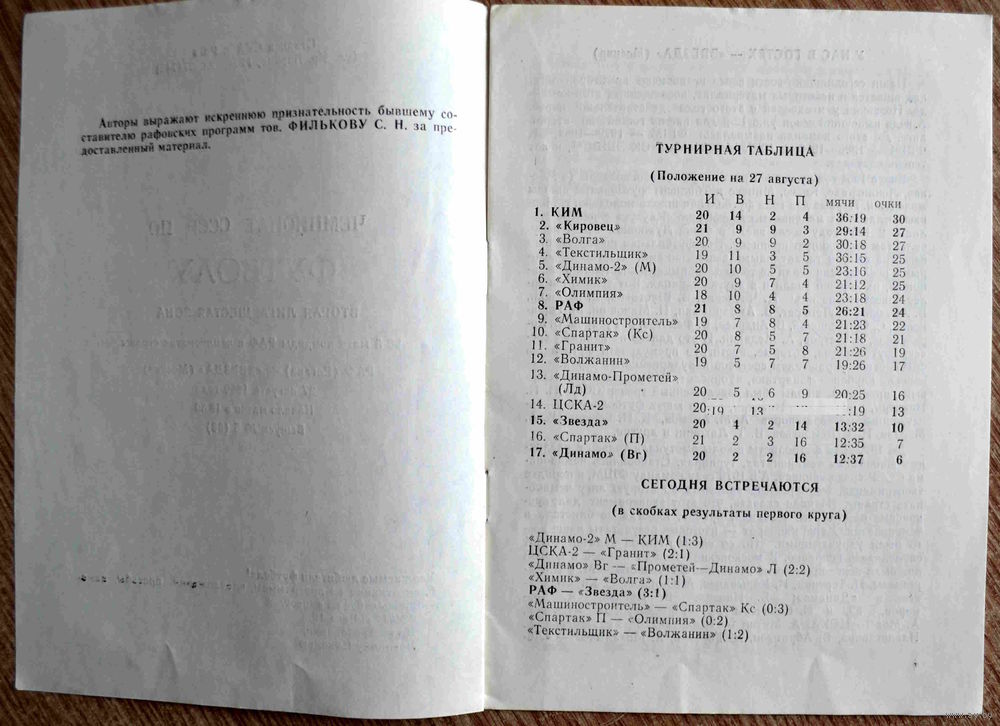 Авторы выражают искреннюю признательность бывшему со-
ставителю рафовских программ тов. ФИЛЬКОВУ С. Н. за пре-
доставленный материал.
ТУРНИРНАЯ ТАБЛИЦА
(Положение на 27 августа)
И В Н П мячи очки
1. КИМ 20 14 2 4 36:19 30
2. «Кировец» 21 9 9 3 29:14 27
3. «Волга» 20 9 9 2 30:18 27
4. «Текстильщик» 19 11 3 5 36:15 25
5. «Динамо-2» (М) 20 10 5 5 23:16 25
6. «Химик» 20 9 7 4 21:12 25
7. «Олимпия» 18 10 4 4 23:18 24
8. РАФ 21 8 8 5 26:21 24
9. «Машиностроитель» 19 7 8 4 21:23 22
10. «Спартак» (Кс) 20 8 5 7 21:18 21
11. «Гранит» 20 7 5 8 21:26 19
12. «Волжанин» 19 5 7 7 19:26 17
13. «Динамо-Прометей»
(Лд) 20 5 6 9 20:25 16
14. ЦСКА-2 20 :19 13
15. «Звезда» 20 4 2 14 13:32 10
16. «Спартак» (П) 21 2 3 16 12:35 7
17. «Динамо» (Вг) 20 2 2 16 12:37 6
СЕГОДНЯ ВСТРЕЧАЮТСЯ
(в скобках результаты первого круга)
«Динамо-2» М — КИМ (1:3)
ЦСКА-2 — «Гранит» (2:1)
«Динамо» Вг — «Прометей—Динамо» Л (2:2)
«Химик» — «Волга» (1:1)
РАФ — «Звезда» (3:1)
«Машиностроитель» — «Спартак» Кс (0:3)
«Спартак» П — «Олимпия» (0:2)
«Текстильщик» — «Волжанин» (1:2)